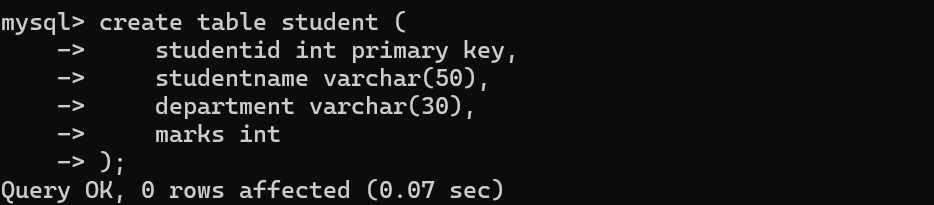 mysql> create table student (
    ->     studentid int primary key,
    ->     studentname varchar(50),
    ->     department varchar(30),
    ->     marks int
    -> );
Query OK, 0 rows affected (0.07 sec)